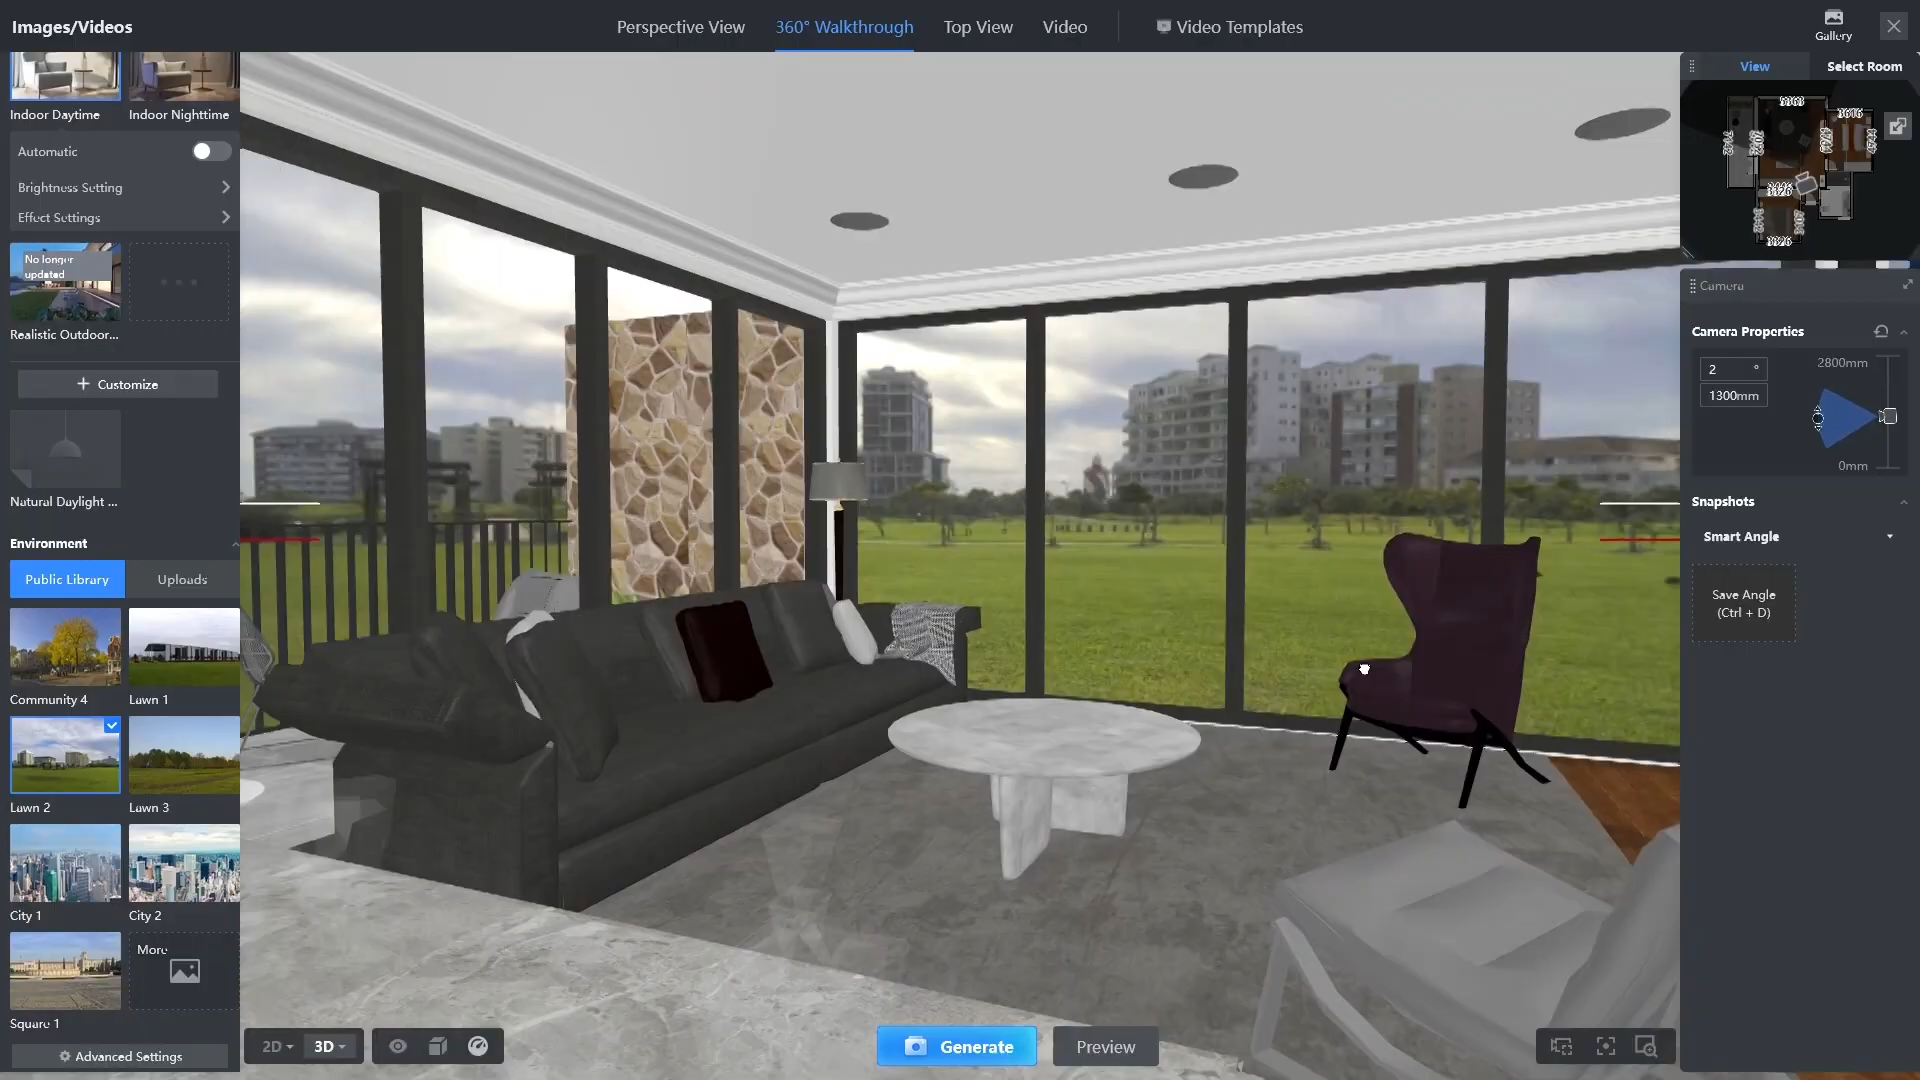 Images/Videos
Perspective View
360° Walkthrough
Top View
Video
Video Templates
Gallery
Indoor Daytime
Indoor Nighttime
Automatic
Brightness Setting
Effect Settings
No longer
updated
Realistic Outdoor...
+ Customize
Natural Daylight ...
Environment
Public Library
Uploads
Community 4
Lawn 1
Lawn 2
Lawn 3
City 1
City 2
More
Square 1
Advanced Settings
2D
3D
Generate
Preview
View
Select Room
3363
3616
Camera
Camera Properties
2 °
2800mm
1300mm
0mm
Snapshots
Smart Angle
Save Angle
(Ctrl + D)